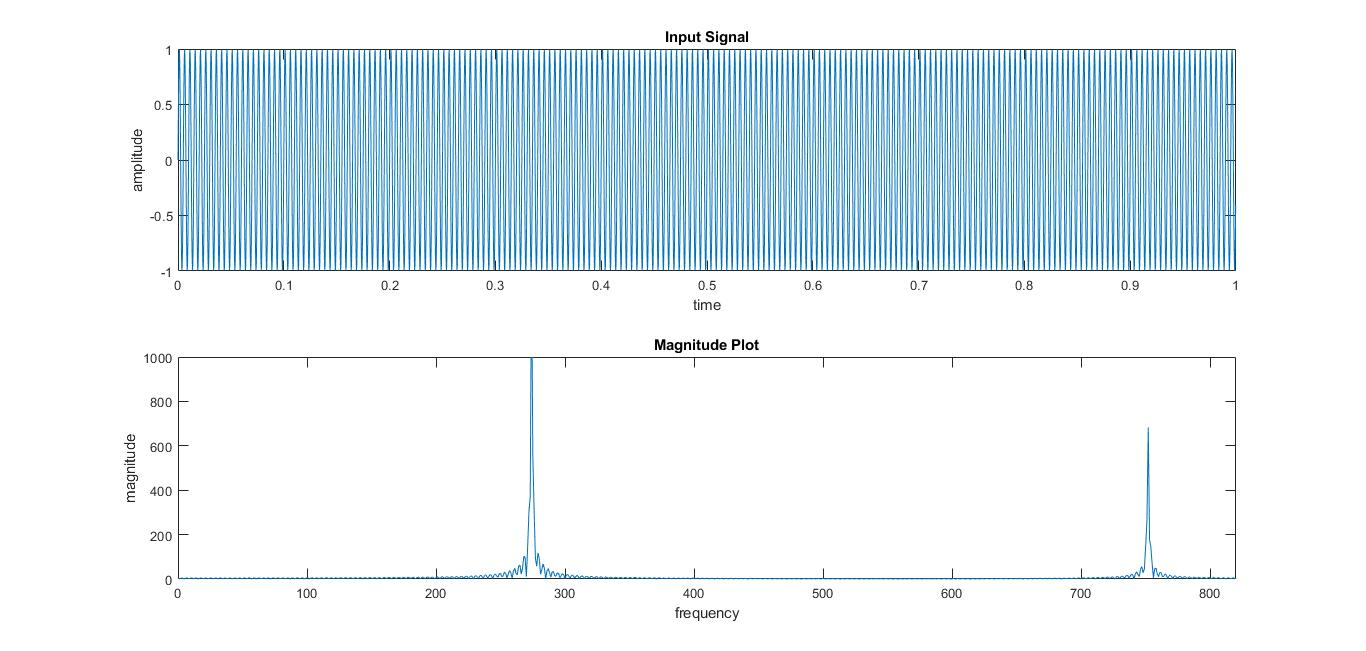 Input Signal
1
0.5
0
-0.5
-1
amplitude
0 0.1 0.2 0.3 0.4 0.5 0.6 0.7 0.8 0.9 1
time
Magnitude Plot
1000
800
600
400
200
0
magnitude
0 100 200 300 400 500 600 700 800
frequency